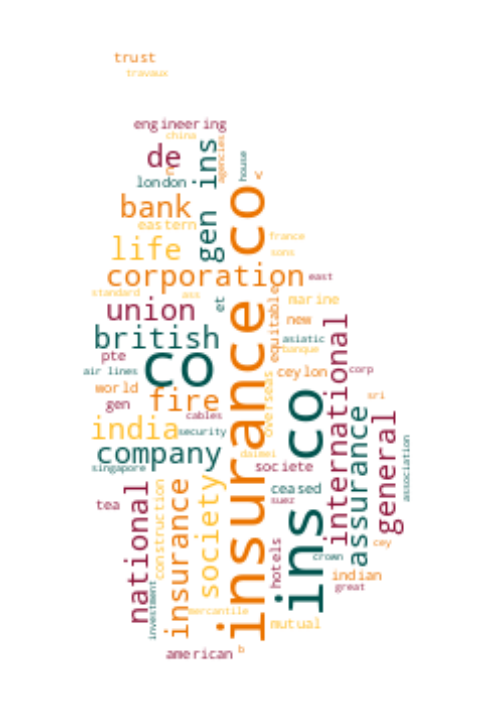 trust
travaux
engineering
china
de
gen ins
agencies
house
london
v
bank
eastern
life
insurance co
france
sons
corporation
east
standard
ass
et
marine
union
equitable
new
british
asiatic
banque
pte
co
air lines
ceylon
corp
world
fire
overseas
ins co
international
sri
gen
cables
india
security
assurance
general
company
daimei
association
singapore
societe
tea
national
construction
insurance
society
ceased
suez
hotels
crown
cey
indian
great
investment
mercantile
mutual
american
b